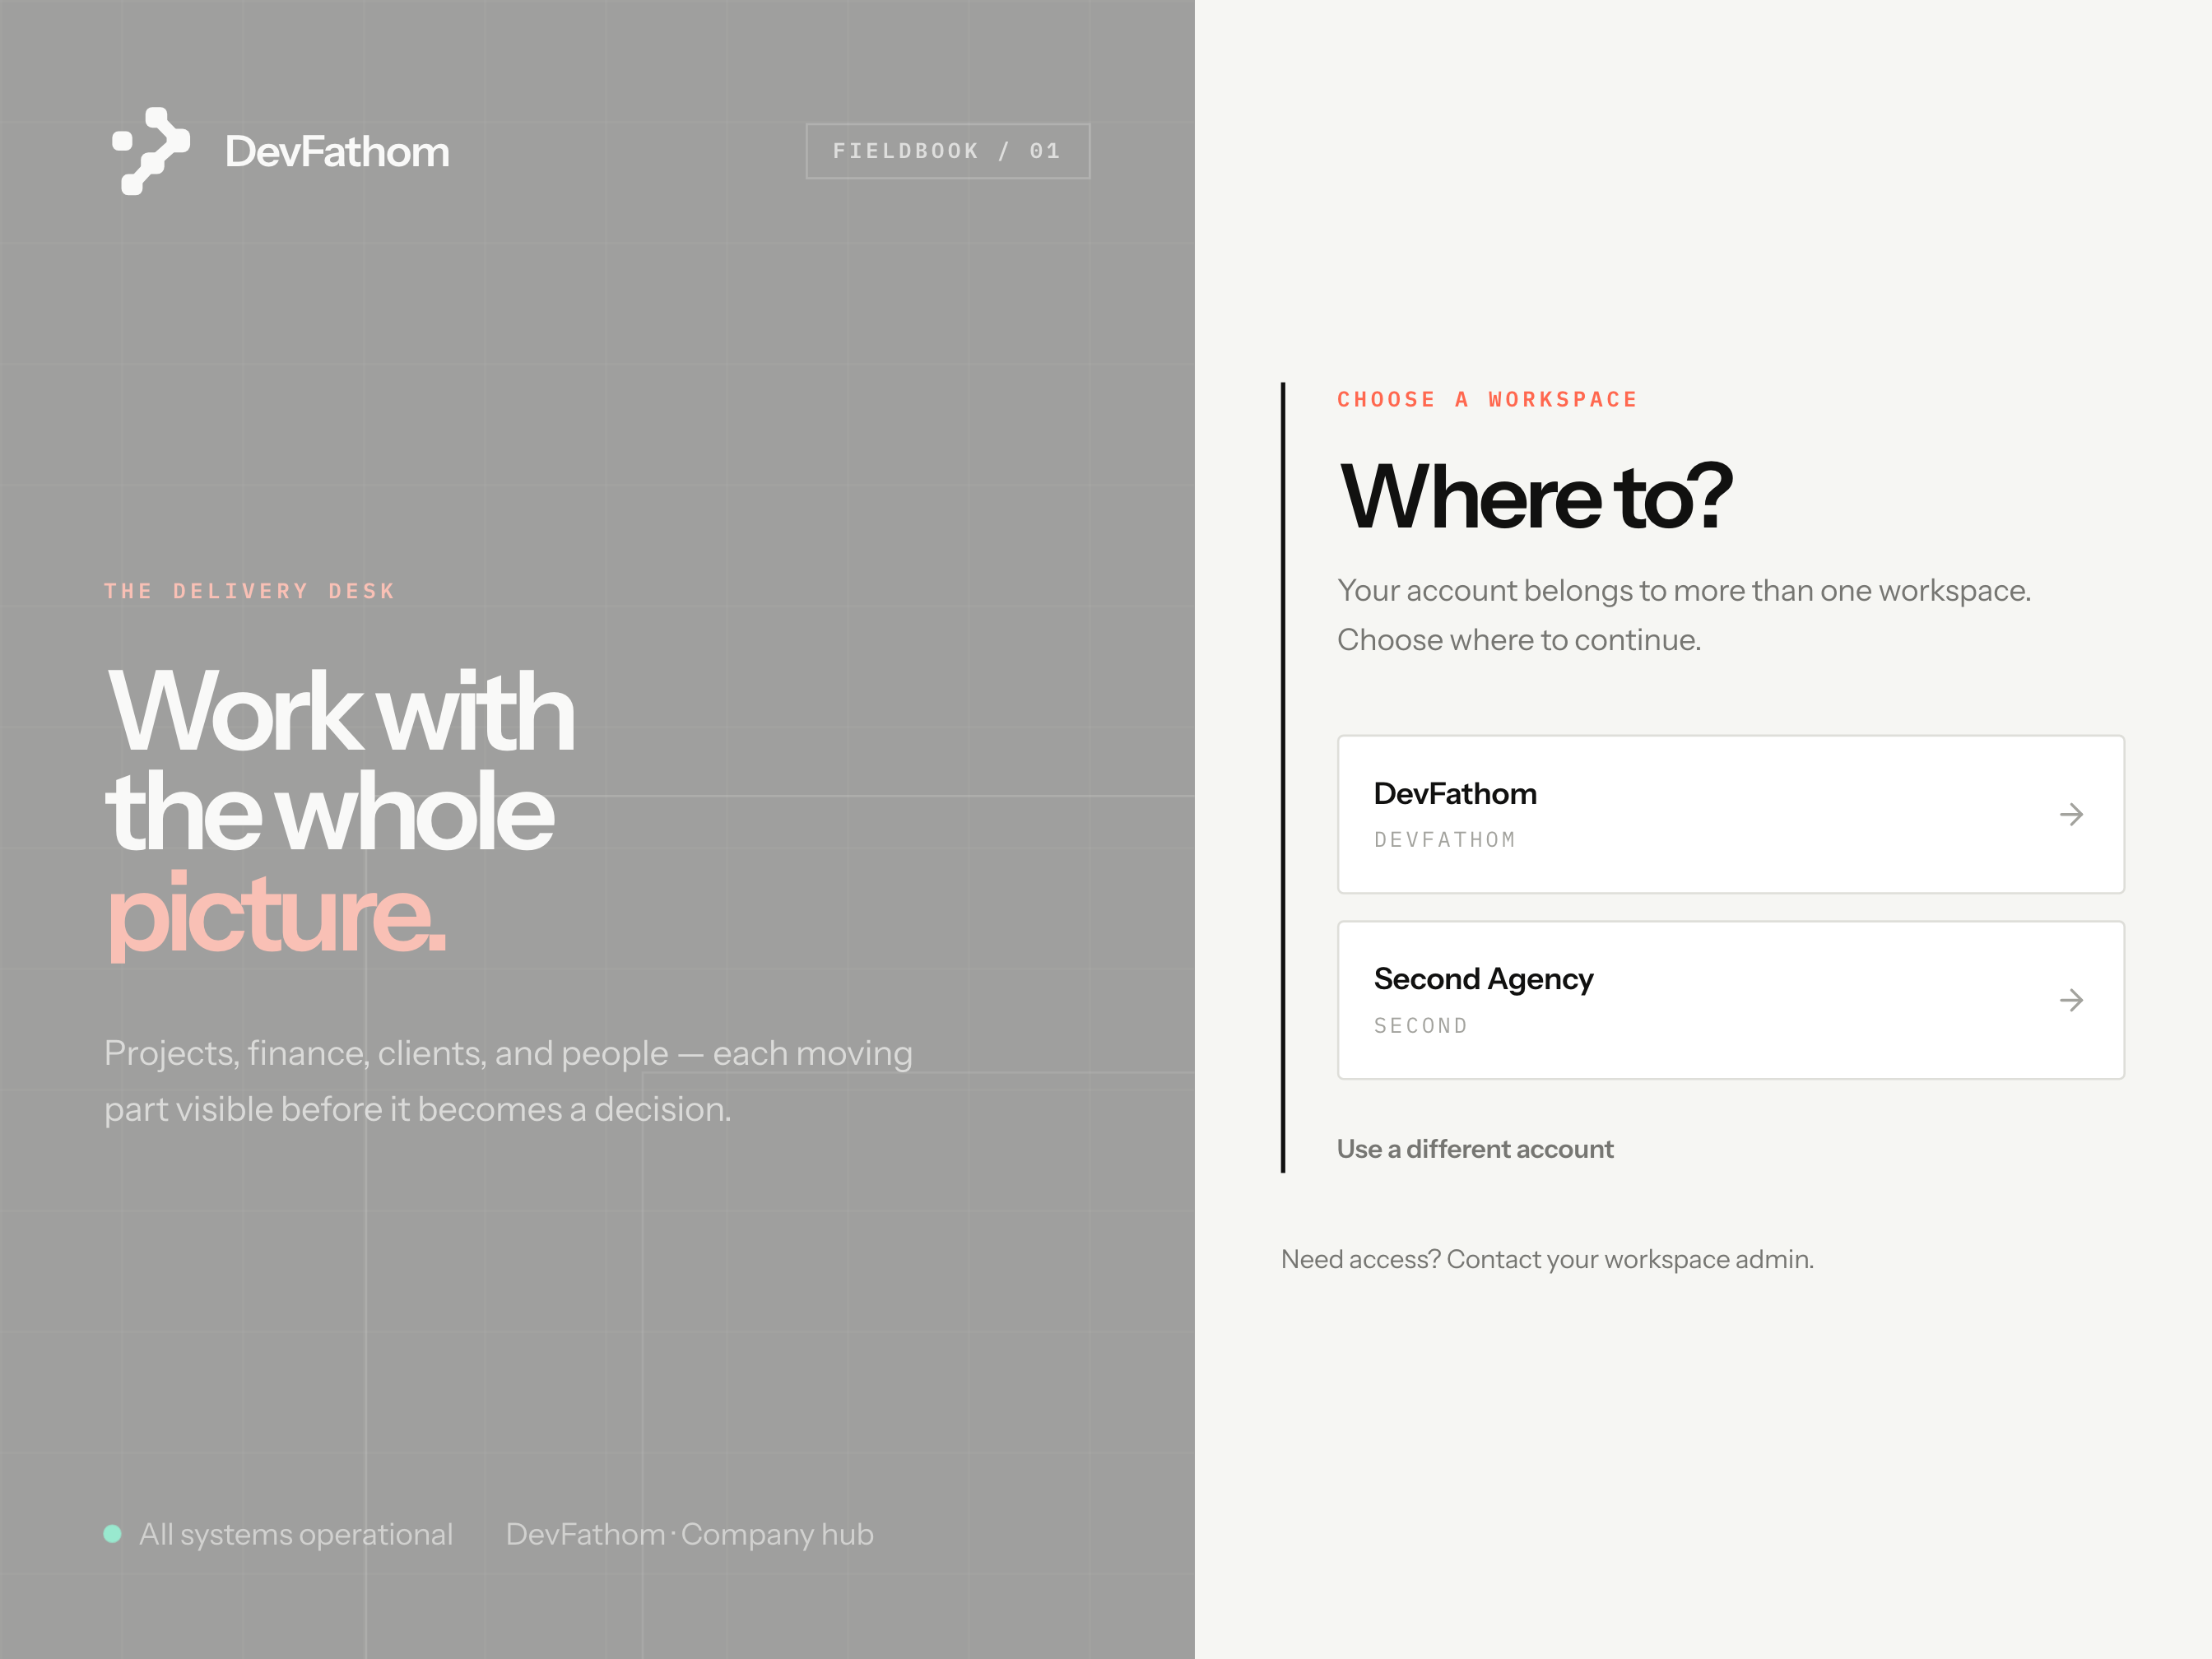 DevFathom
FIELDBOOK / 01
THE DELIVERY DESK
Work with
the whole
picture.
Projects, finance, clients, and people — each moving
part visible before it becomes a decision.
All systems operational
DevFathom · Company hub
CHOOSE A WORKSPACE
Where to?
Your account belongs to more than one workspace.
Choose where to continue.
DevFathom
DEVFATHOM
Second Agency
SECOND
Use a different account
Need access? Contact your workspace admin.